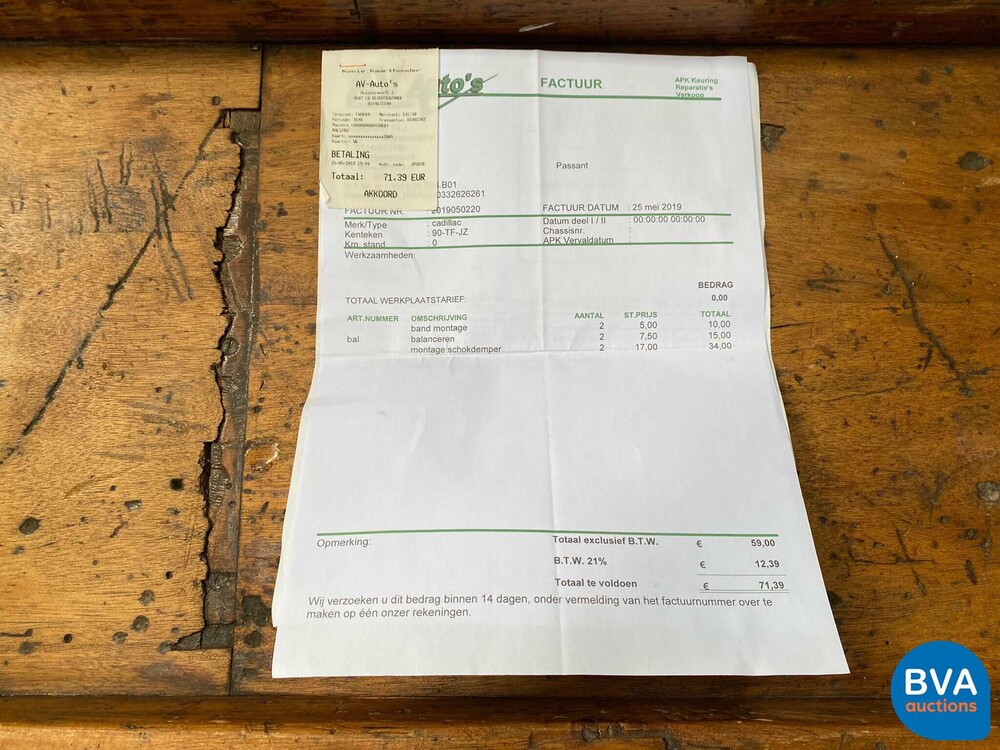 Kopie Kaarthouder
AV-Auto's
BETALING
Totaal: 71.39 EUR
AKKOORD
to's
FACTUUR
APK Keuring
Reparatie's
Verkoop
Passant
.B01
0332626261
FACTUUR NR. : 2019050220
FACTUUR DATUM : 25 mei 2019
Merk/Type : cadillac
Datum deel I / II : 00:00:00 00:00:00
Kenteken : 90-TF-JZ
Chassisnr. :
Km. stand : 0
APK Vervaldatum :
Werkzaamheden:
BEDRAG
TOTAAL WERKPLAATSTARIEF: 0,00
ART.NUMMER OMSCHRIJVING AANTAL ST.PRIJS TOTAAL
band montage 2 5,00 10,00
bal balanceren 2 7,50 15,00
montage schokdemper 2 17,00 34,00
Opmerking:
Totaal exclusief B.T.W. € 59,00
B.T.W. 21% € 12,39
Totaal te voldoen € 71,39
Wij verzoeken u dit bedrag binnen 14 dagen, onder vermelding van het factuurnummer over te
maken op één onzer rekeningen.
BVA
auctions